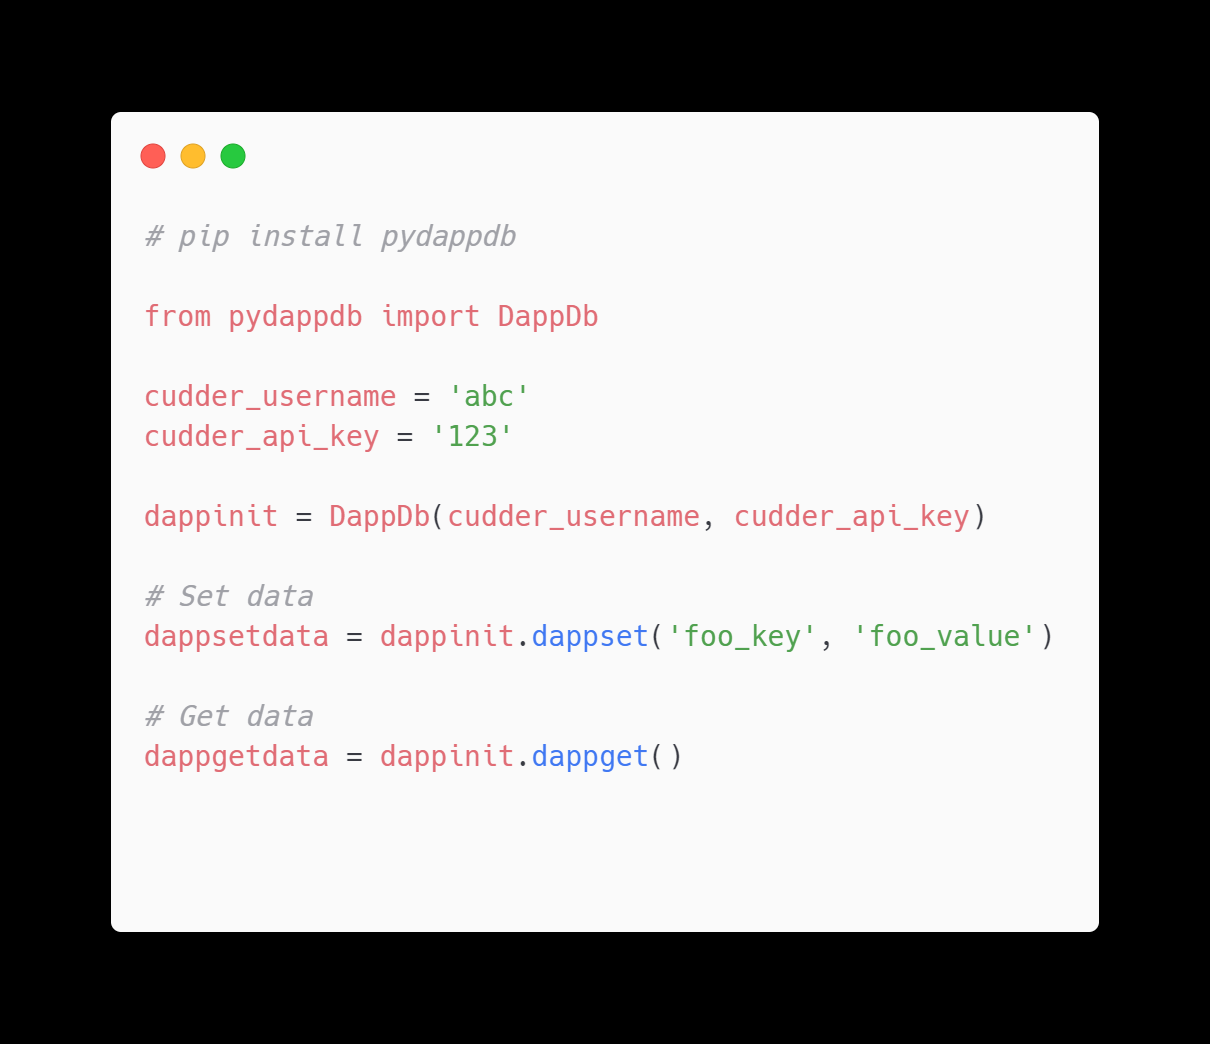 # pip install pydappdb
from pydappdb import DappDb
cudder_username = 'abc'
cudder_api_key = '123'
dappinit = DappDb(cudder_username, cudder_api_key)
# Set data
dappsetdata = dappinit.dappset('foo_key', 'foo_value')
# Get data
dappgetdata = dappinit.dappget()